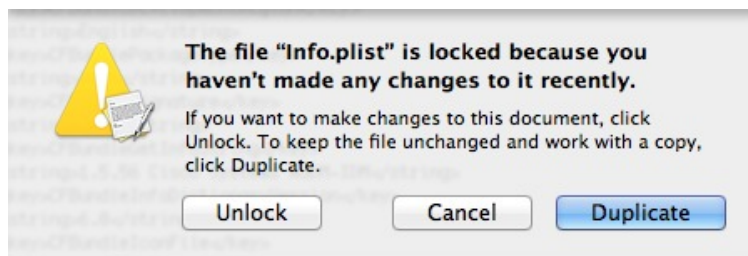 The file “Info.plist” is locked because you
haven't made any changes to it recently.
If you want to make changes to this document, click
Unlock. To keep the file unchanged and work with a copy,
click Duplicate.
Unlock
Cancel
Duplicate